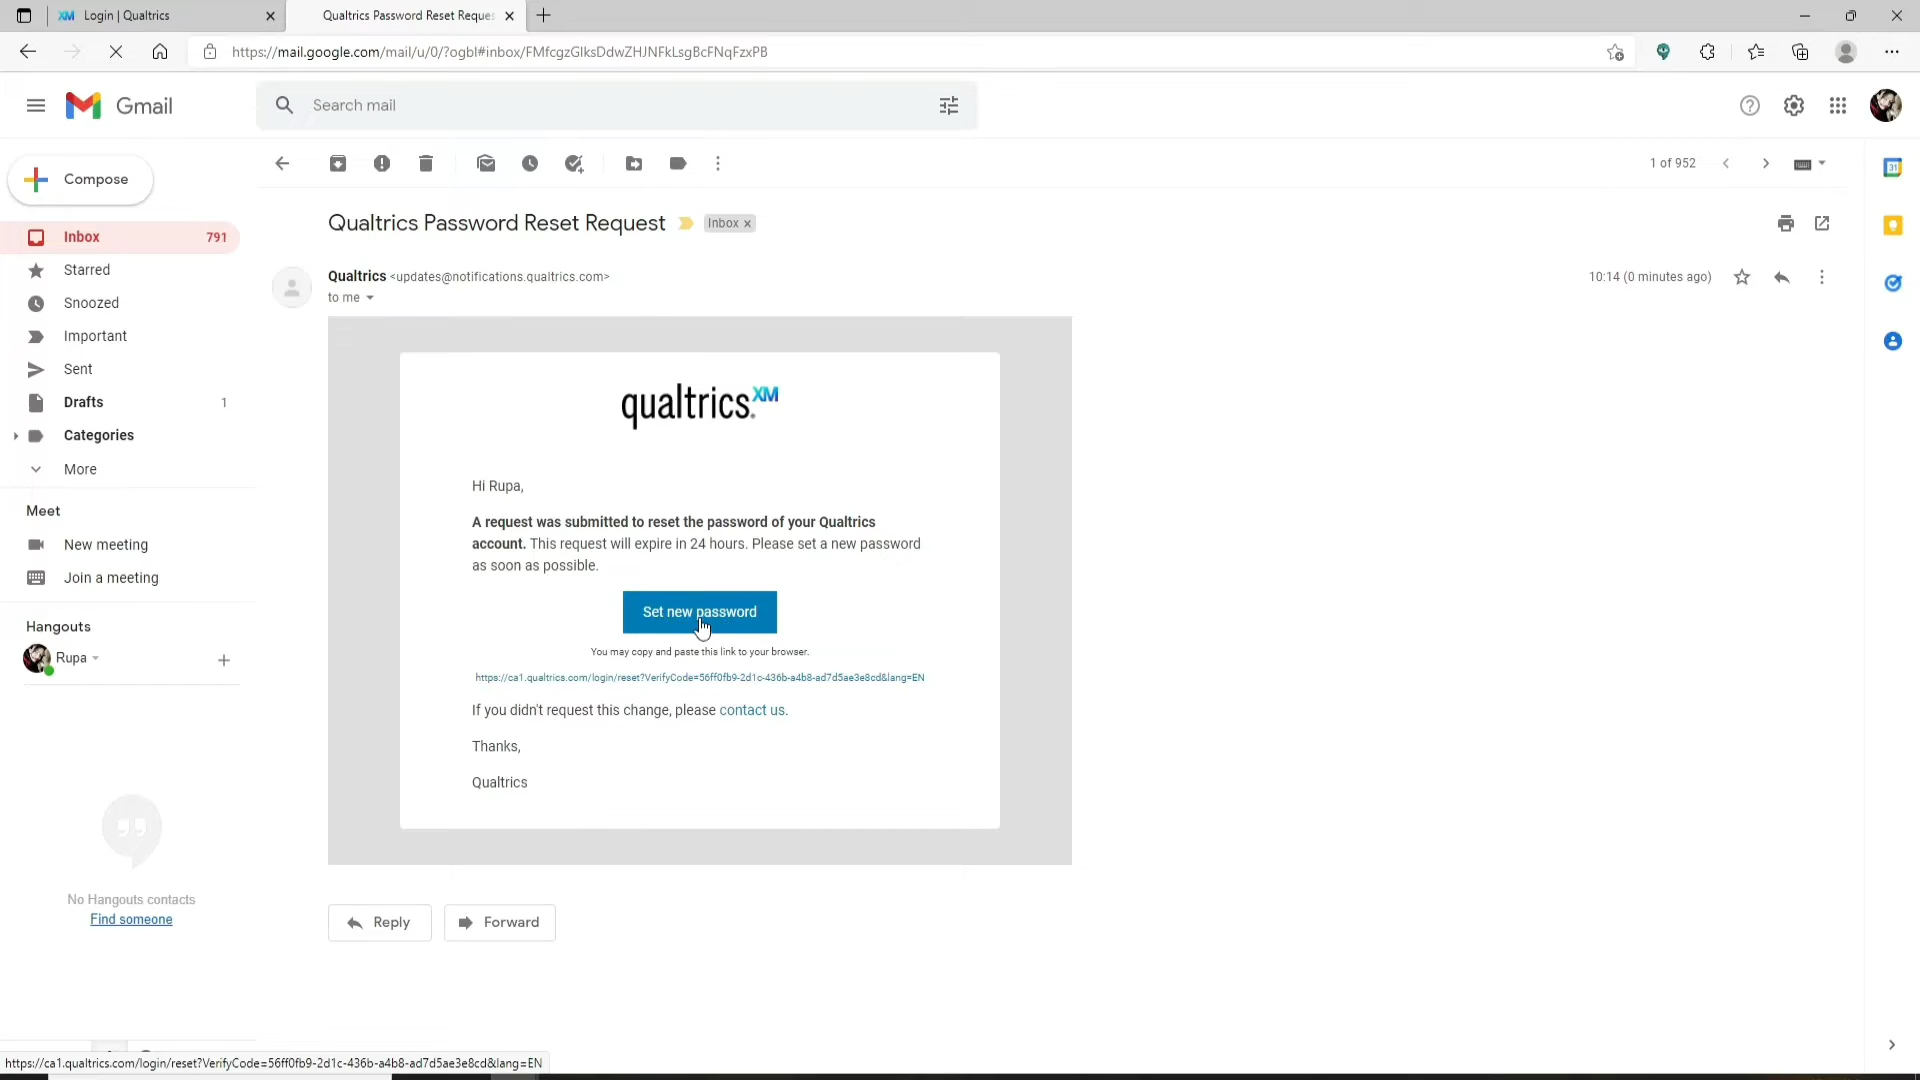 Login | Qualtrics
Qualtrics Password Reset Reques
https://mail.google.com/mail/u/0/?ogbl#inbox/FMfcgzGlksDdwZHJNFkLsgBcFNqFzxPB
Gmail
Search mail
Compose
1 of 952
Inbox 791
Starred
Snoozed
Important
Sent
Drafts 1
Categories
More
Meet
New meeting
Join a meeting
Hangouts
Rupa
No Hangouts contacts
Find someone
Qualtrics Password Reset Request
Inbox ×
Qualtrics <updates@notifications.qualtrics.com>
10:14 (0 minutes ago)
to me
qualtrics.XM
Hi Rupa,
A request was submitted to reset the password of your Qualtrics
account. This request will expire in 24 hours. Please set a new password
as soon as possible.
Set new password
You may copy and paste this link to your browser.
https://ca1.qualtrics.com/login/reset?VerifyCode=56ff0fb9-2d1c-436b-a4b8-ad7d5ae3e8cd&lang=EN
If you didn't request this change, please contact us.
Thanks,
Qualtrics
Reply
Forward
31
https://ca1.qualtrics.com/login/reset?VerifyCode=56ff0fb9-2d1c-436b-a4b8-ad7d5ae3e8cd&lang=EN